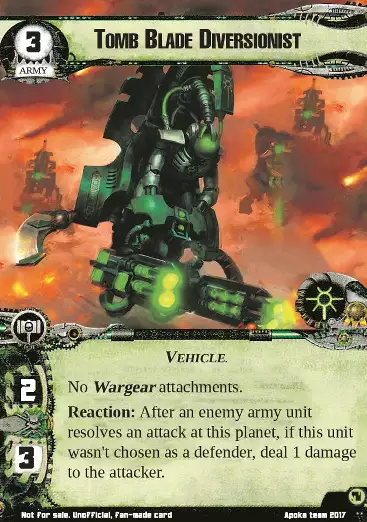 3
ARMY
TOMB BLADE DIVERSIONIST
VEHICLE.
2
3
No Wargear attachments.
Reaction: After an enemy army unit
resolves an attack at this planet, if this unit
wasn't chosen as a defender, deal 1 damage
to the attacker.
Not for sale. Unofficial, fan-made card
Apoka team 2017